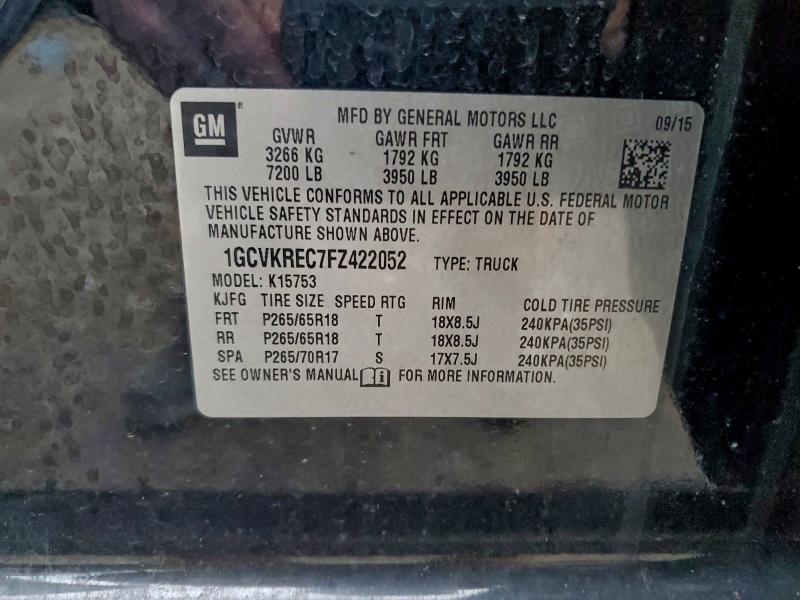 GM
MFD BY GENERAL MOTORS LLC 09/15
GVWR GAWR FRT GAWR RR
3266 KG 1792 KG 1792 KG
7200 LB 3950 LB 3950 LB
THIS VEHICLE CONFORMS TO ALL APPLICABLE U.S. FEDERAL MOTOR
VEHICLE SAFETY STANDARDS IN EFFECT ON THE DATE OF
MANUFACTURE SHOWN ABOVE.
1GCVKREC7FZ422052 TYPE: TRUCK
MODEL: K15753
KJFG TIRE SIZE SPEED RTG RIM COLD TIRE PRESSURE
FRT P265/65R18 T 18X8.5J 240KPA(35PSI)
RR P265/65R18 T 18X8.5J 240KPA(35PSI)
SPA P265/70R17 S 17X7.5J 240KPA(35PSI)
SEE OWNER'S MANUAL FOR MORE INFORMATION.